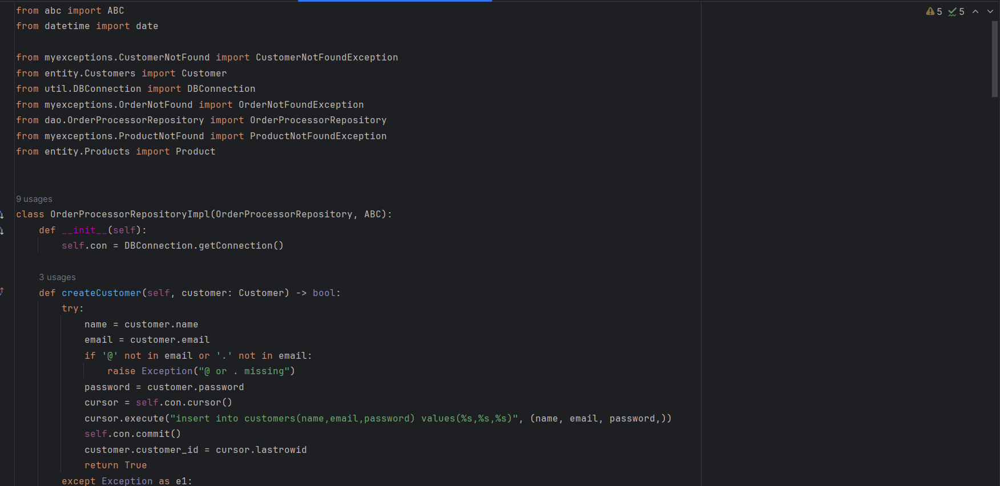 from abc import ABC
5 5
from datetime import date
from myexceptions.CustomerNotFound import CustomerNotFoundException
from entity.Customers import Customer
from util.DBConnection import DBConnection
from myexceptions.OrderNotFound import OrderNotFoundException
from dao.OrderProcessorRepository import OrderProcessorRepository
from myexceptions.ProductNotFound import ProductNotFoundException
from entity.Products import Product
9 usages
class OrderProcessorRepositoryImpl(OrderProcessorRepository, ABC):
    def __init__(self):
        self.con = DBConnection.getConnection()
    3 usages
    def createCustomer(self, customer: Customer) -> bool:
        try:
            name = customer.name
            email = customer.email
            if '@' not in email or '.' not in email:
                raise Exception("@ or . missing")
            password = customer.password
            cursor = self.con.cursor()
            cursor.execute("insert into customers(name,email,password) values(%s,%s,%s)", (name, email, password,))
            self.con.commit()
            customer.customer_id = cursor.lastrowid
            return True
        except Exception as e1: